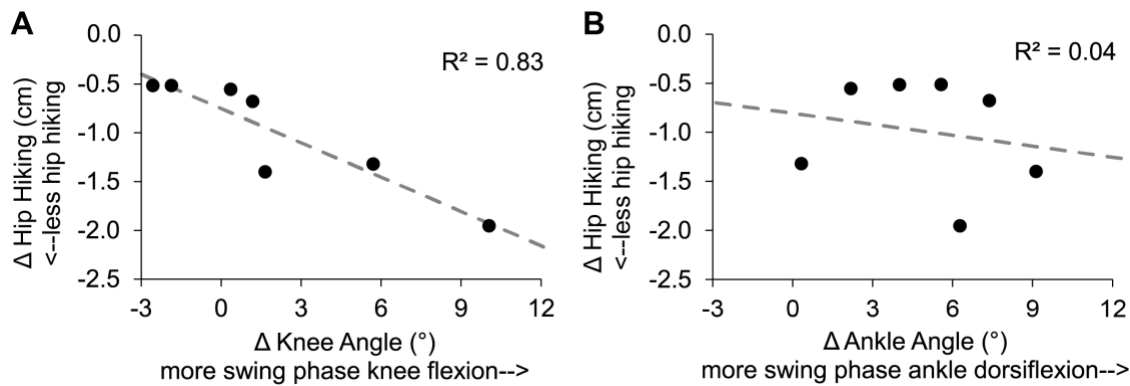 A
R² = 0.83
Δ Hip Hiking (cm)
<--less hip hiking
0.0
-0.5
-1.0
-1.5
-2.0
-2.5
-3
0
3
6
9
12
Δ Knee Angle (°)
more swing phase knee flexion-->
B
R² = 0.04
Δ Hip Hiking (cm)
<--less hip hiking
0.0
-0.5
-1.0
-1.5
-2.0
-2.5
-3
0
3
6
9
12
Δ Ankle Angle (°)
more swing phase ankle dorsiflexion-->